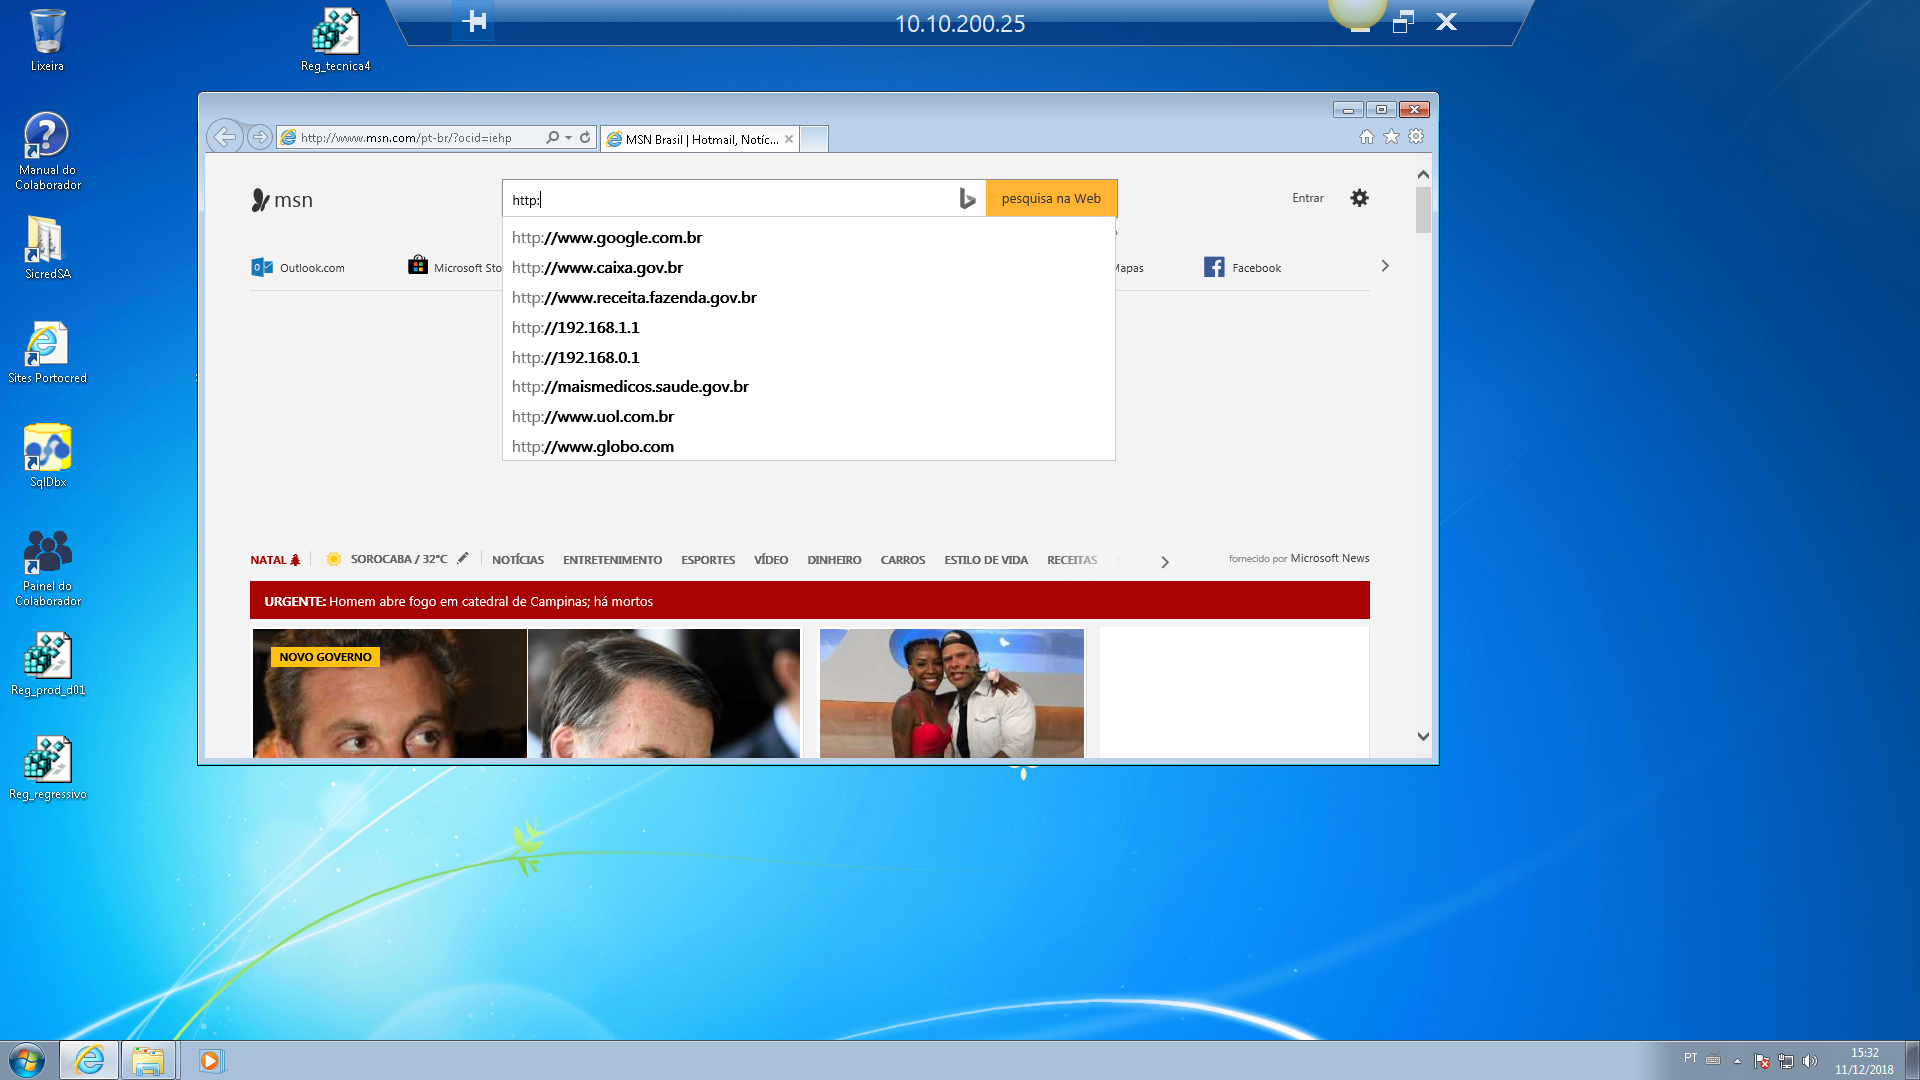 10.10.200.25
Lixeira
Reg_tecnica4
Manual do
Colaborador
SicredSA
Sites Portocred
SqlDbx
Painel do
Colaborador
Reg_prod_d01
Reg_regressivo
http://www.msn.com/pt-br/?ocid=iehp
MSN Brasil | Hotmail, Notíc...
msn
http:
pesquisa na Web
Entrar
http://www.google.com.br
http://www.caixa.gov.br
http://www.receita.fazenda.gov.br
http://192.168.1.1
http://192.168.0.1
http://maismedicos.saude.gov.br
http://www.uol.com.br
http://www.globo.com
Outlook.com
Microsoft Sto
Mapas
Facebook
NATAL
SOROCABA / 32°C
NOTÍCIAS
ENTRETENIMENTO
ESPORTES
VÍDEO
DINHEIRO
CARROS
ESTILO DE VIDA
RECEITAS
fornecido por Microsoft News
URGENTE: Homem abre fogo em catedral de Campinas; há mortos
NOVO GOVERNO
PT
15:32
11/12/2018